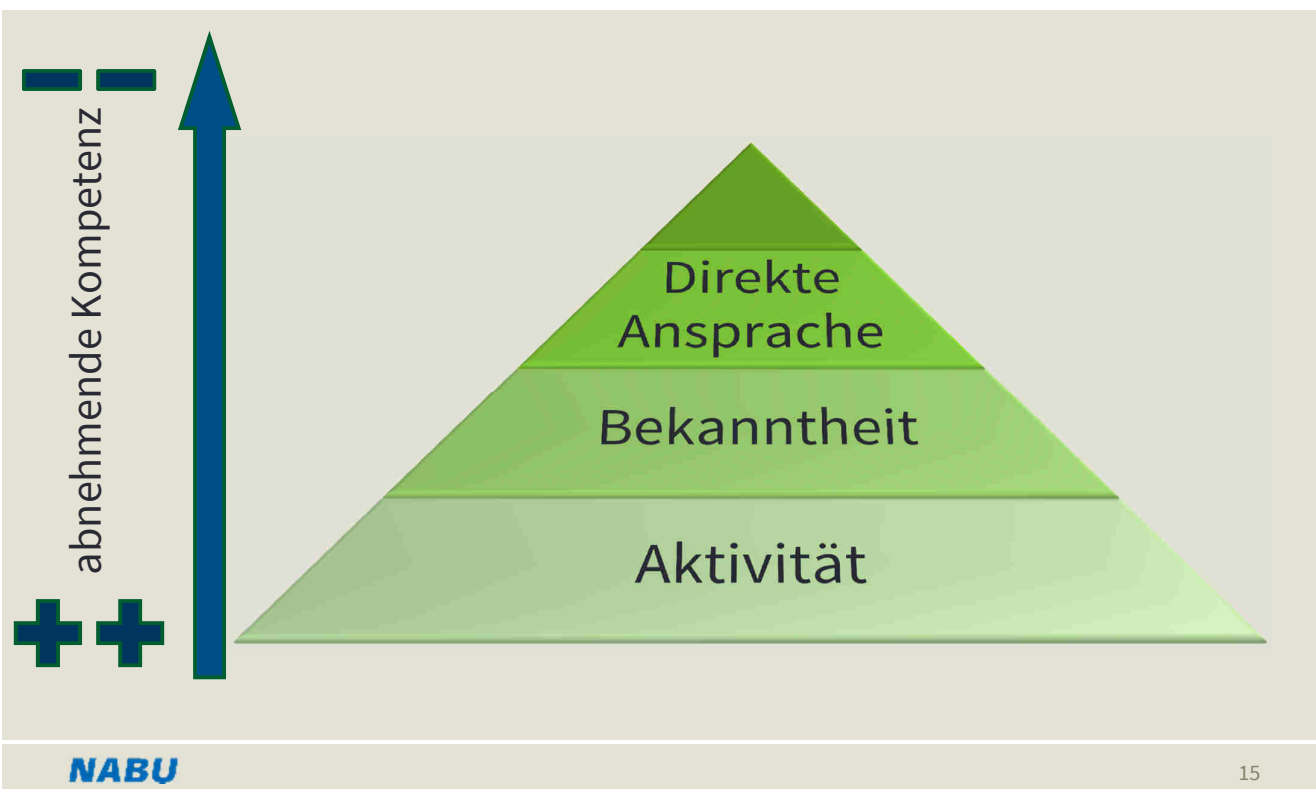 abnehmende Kompetenz
Direkte
Ansprache
Bekanntheit
Aktivität
NABU
15